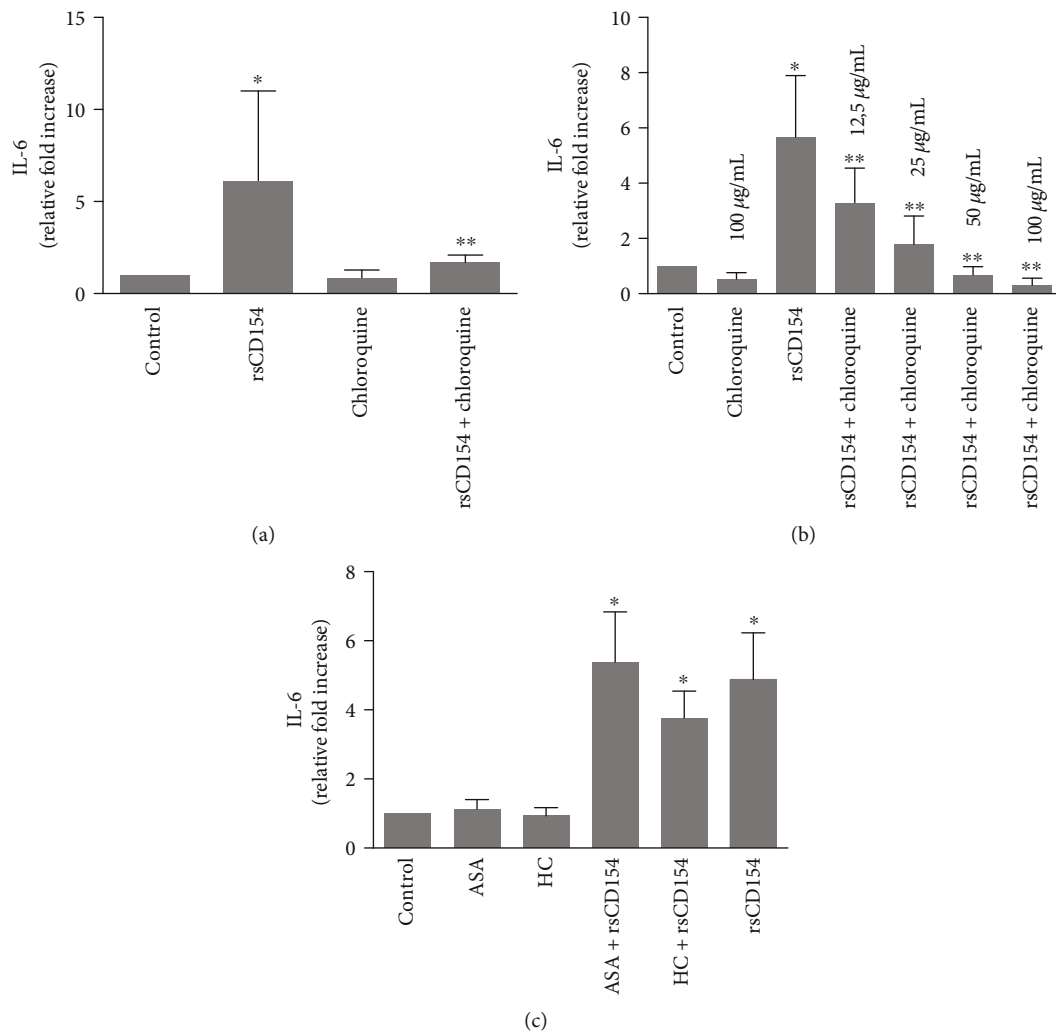 IL-6
(relative fold increase)
15
10
5
0
*
**
Control
rsCD154
Chloroquine
rsCD154 + chloroquine
(a)
IL-6
(relative fold increase)
10
8
6
4
2
0
100 µg/mL
*
12,5 µg/mL
**
25 µg/mL
**
50 µg/mL
**
100 µg/mL
**
Control
Chloroquine
rsCD154
rsCD154 + chloroquine
rsCD154 + chloroquine
rsCD154 + chloroquine
rsCD154 + chloroquine
(b)
IL-6
(relative fold increase)
8
6
4
2
0
*
*
*
Control
ASA
HC
ASA + rsCD154
HC + rsCD154
rsCD154
(c)